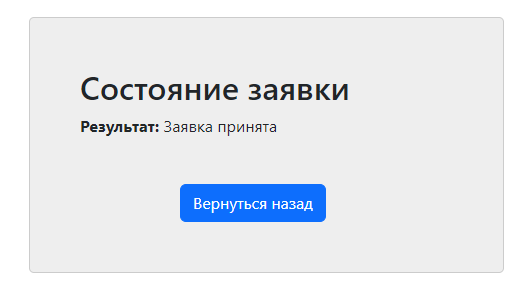 Состояние заявки
Результат: Заявка принята
Вернуться назад